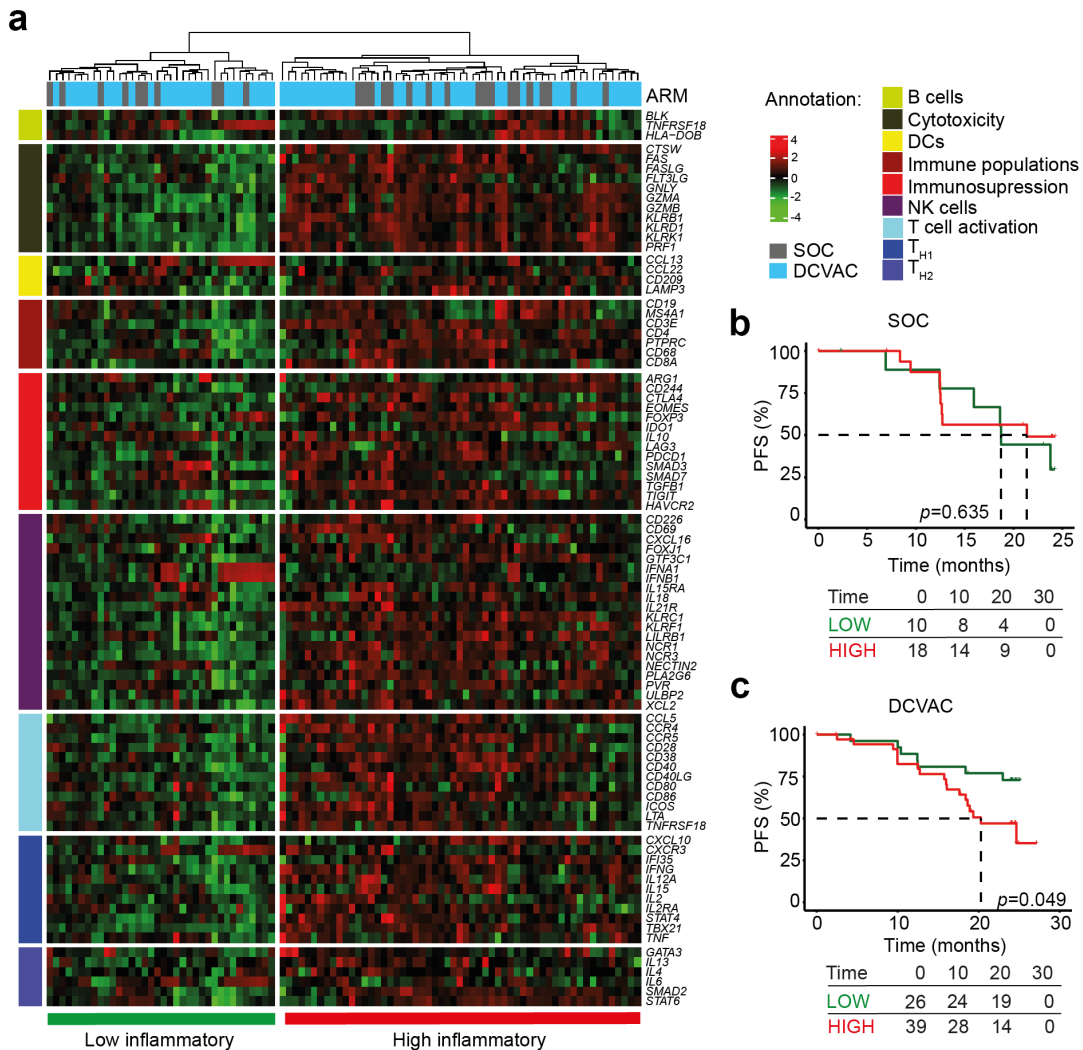 a
ARM
BLK
TNFRSF18
HLA−DOB
CTSW
FAS
FASLG
FLT3LG
GNLY
GZMA
GZMB
KLRB1
KLRD1
KLRK1
PRF1
CCL13
CCL22
CD209
LAMP3
CD19
MS4A1
CD3E
CD4
PTPRC
CD68
CD8A
ARG1
CD244
CTLA4
EOMES
FOXP3
IDO1
IL10
LAG3
PDCD1
SMAD3
SMAD7
TGFB1
TIGIT
HAVCR2
CD226
CD69
CXCL16
FOXJ1
GTF3C1
IFNA1
IFNB1
IL15RA
IL18
IL21R
KLRC1
KLRF1
LILRB1
NCR1
NCR3
NECTIN2
PLA2G6
PVR
ULBP2
XCL2
CCL5
CCR4
CCR5
CD28
CD38
CD40
CD40LG
CD80
CD86
ICOS
LTA
TNFRSF18
CXCL10
CXCR3
IFI35
IFNG
IL12A
IL15
IL2
IL2RA
STAT4
TBX21
TNF
GATA3
IL13
IL4
IL6
SMAD2
STAT6
Low inflammatory
High inflammatory
Annotation:
4
2
0
-2
-4
SOC
DCVAC
B cells
Cytotoxicity
DCs
Immune populations
Immunosupression
NK cells
T cell activation
TH1
TH2
b
SOC
PFS (%)
100
75
50
25
0
p=0.635
0 5 10 15 20 25
Time (months)
Time 0 10 20 30
LOW 10 8 4 0
HIGH 18 14 9 0
c
DCVAC
PFS (%)
100
75
50
25
0
p=0.049
0 10 20 30
Time (months)
Time 0 10 20 30
LOW 26 24 19 0
HIGH 39 28 14 0